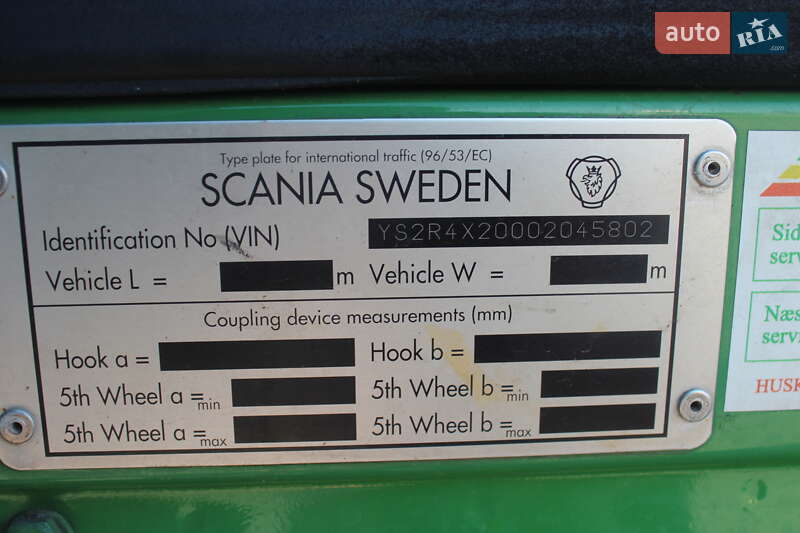 auto RIA.com
Type plate for international traffic (96/53/EC)
SCANIA SWEDEN
Identification No (VIN) YS2R4X20002045802
Vehicle L = m Vehicle W = m
Coupling device measurements (mm)
Hook a = Hook b =
5th Wheel a = min 5th Wheel b = min
5th Wheel a = max 5th Wheel b = max
Sid
serv
Næs
servi
HUSK